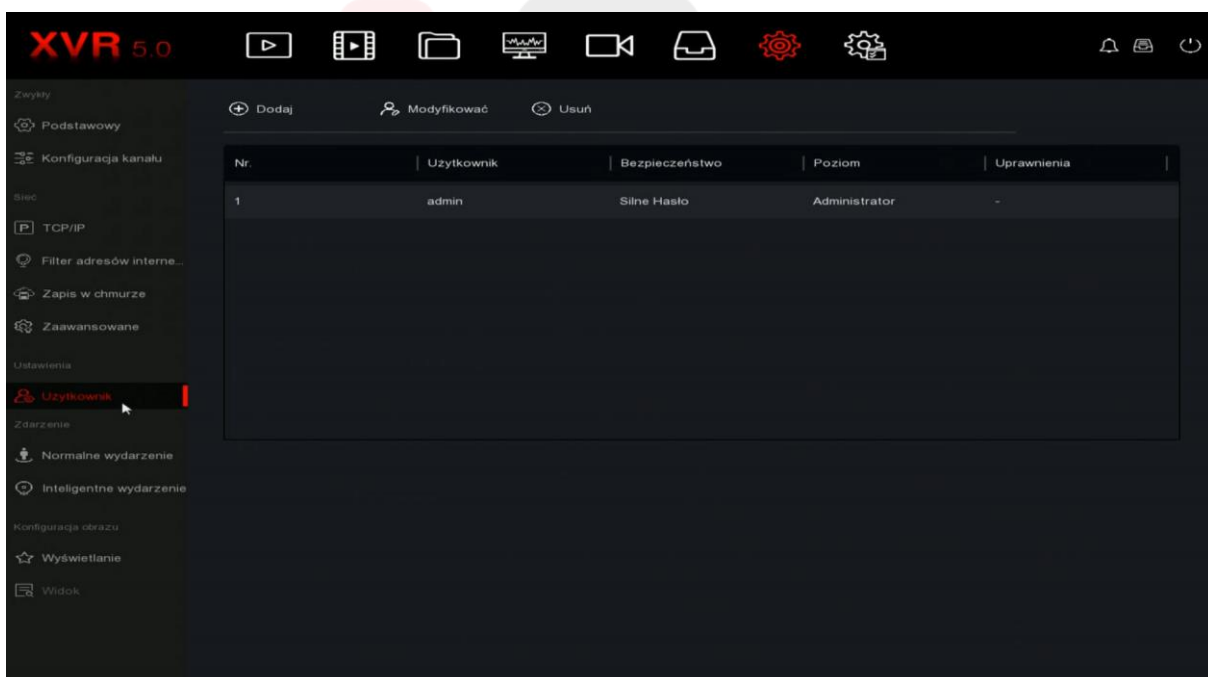 XVR 5.0
Zwykły
Podstawowy
Konfiguracja kanału
Sieć
P TCP/IP
Filter adresów interne...
Zapis w chmurze
Zaawansowane
Ustawienia
Użytkownik
Zdarzenie
Normalne wydarzenie
Inteligentne wydarzenie
Konfiguracja obrazu
Wyświetlanie
Widok
Dodaj Modyfikować Usuń
Nr. Użytkownik Bezpieczeństwo Poziom Uprawnienia
1 admin Silne Hasło Administrator -